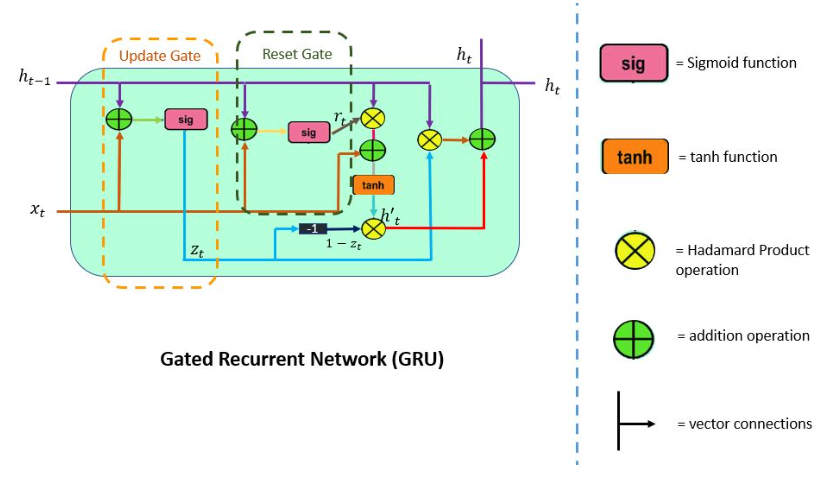 Update Gate
Reset Gate
h_t
sig
= Sigmoid function
h_{t-1}
h_t
sig
r_t
sig
tanh
= tanh function
tanh
x_t
h'_t
-1
1 - z_t
z_t
= Hadamard Product
operation
= addition operation
Gated Recurrent Network (GRU)
= vector connections